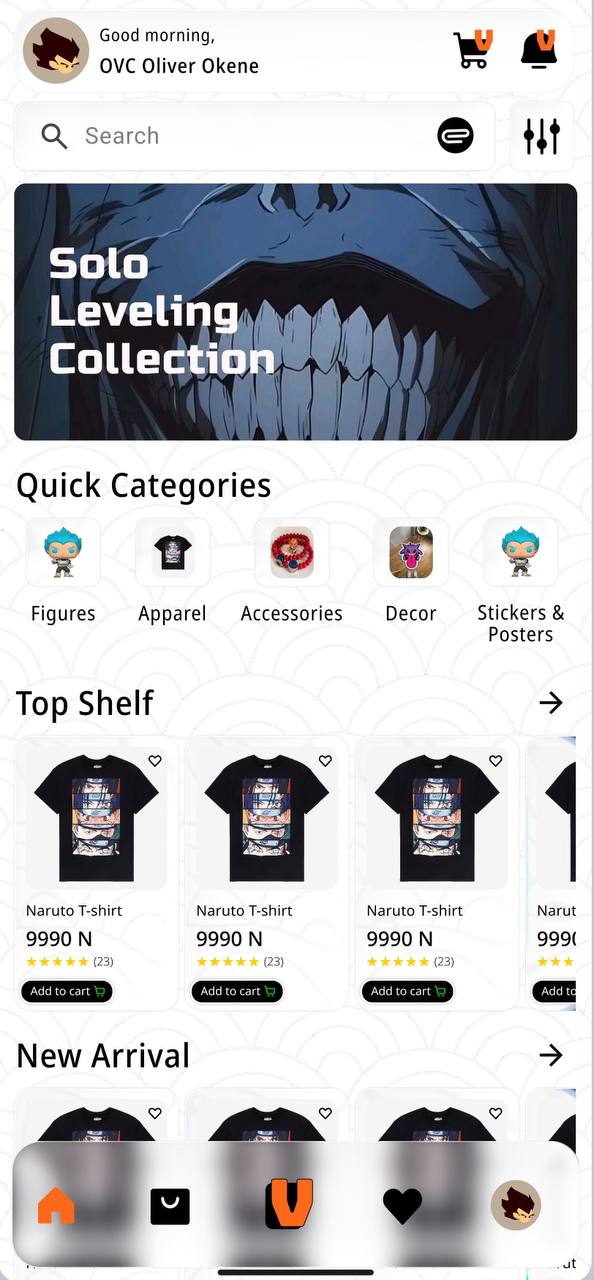 Good morning,
OVC Oliver Okene
Search
Solo
Leveling
Collection
Quick Categories
Figures
Apparel
Accessories
Decor
Stickers &
Posters
Top Shelf
Naruto T-shirt
Naruto T-shirt
Naruto T-shirt
Narut
9990 N
9990 N
9990 N
990
(23)
(23)
(23)
Add to cart
Add to cart
Add to cart
Add to
New Arrival